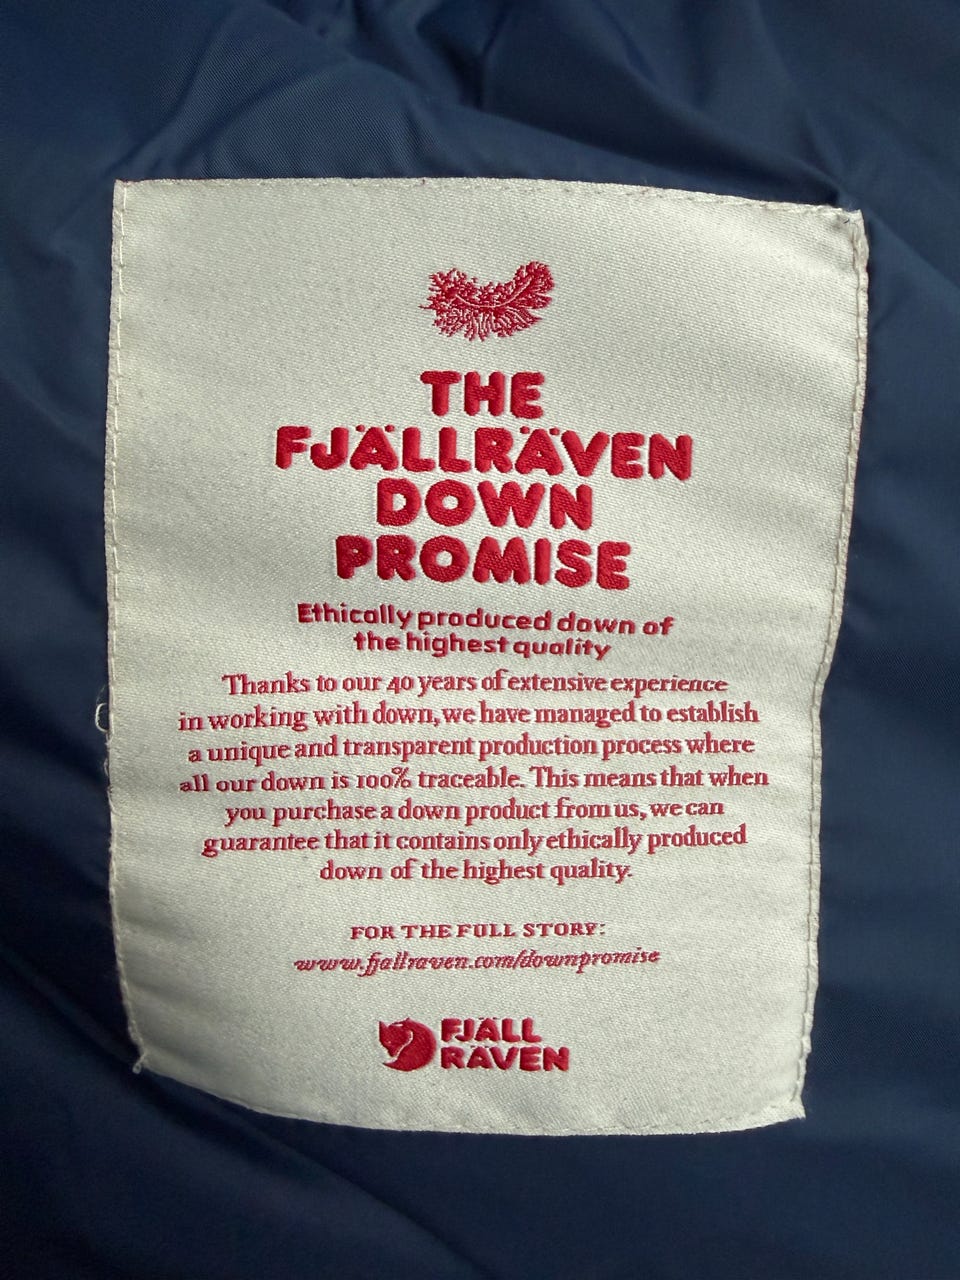 THE
FJÄLLRÄVEN
DOWN
PROMISE
Ethically produced down of
the highest quality
Thanks to our 40 years of extensive experience
in working with down, we have managed to establish
a unique and transparent production process where
all our down is 100% traceable. This means that when
you purchase a down product from us, we can
guarantee that it contains only ethically produced
down of the highest quality.
FOR THE FULL STORY:
www.fjallraven.com/downpromise
FJÄLL
RÄVEN